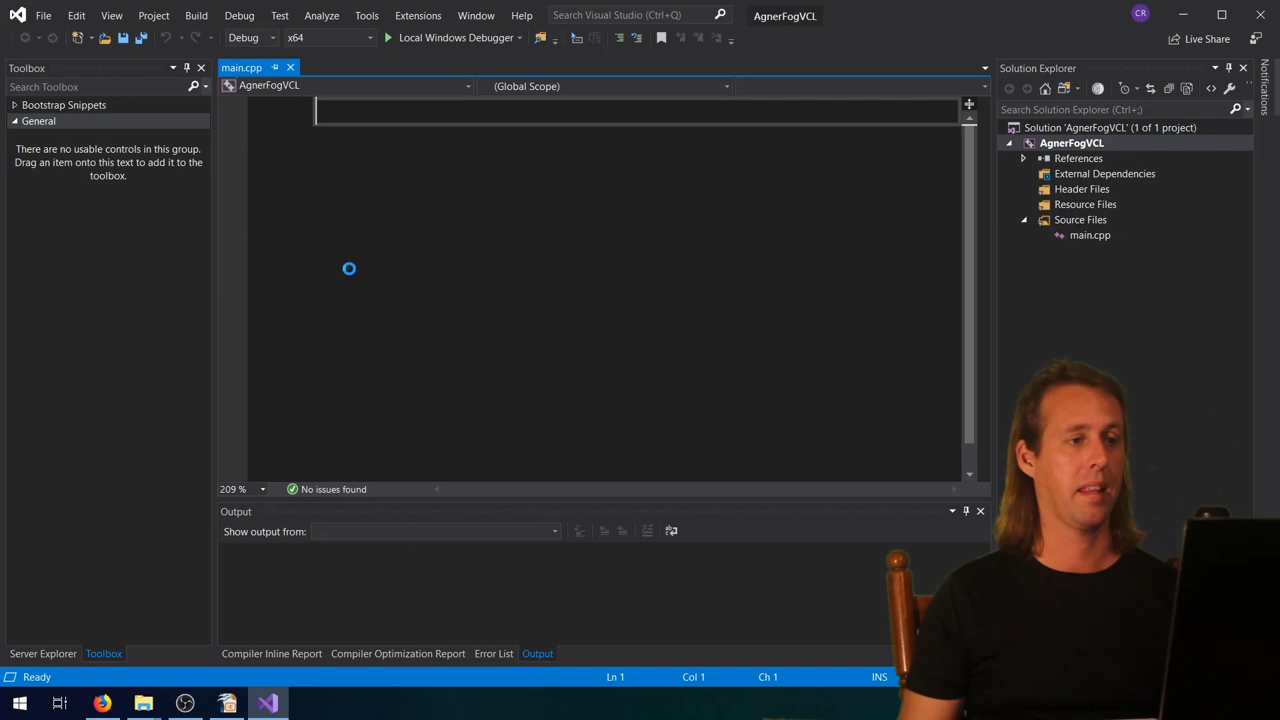 File Edit View Project Build Debug Test Analyze Tools Extensions Window Help Search Visual Studio (Ctrl+Q) AgnerFogVCL CR
Debug x64 Local Windows Debugger Live Share
Toolbox
main.cpp
Solution Explorer
Notifications
Search Toolbox
AgnerFogVCL (Global Scope)
Search Solution Explorer (Ctrl+;)
Bootstrap Snippets
General
There are no usable controls in this group.
Drag an item onto this text to add it to the
toolbox.
Solution 'AgnerFogVCL' (1 of 1 project)
AgnerFogVCL
References
External Dependencies
Header Files
Resource Files
Source Files
main.cpp
209 % No issues found
Output
Show output from:
Server Explorer Toolbox Compiler Inline Report Compiler Optimization Report Error List Output
Ready Ln 1 Col 1 Ch 1 INS